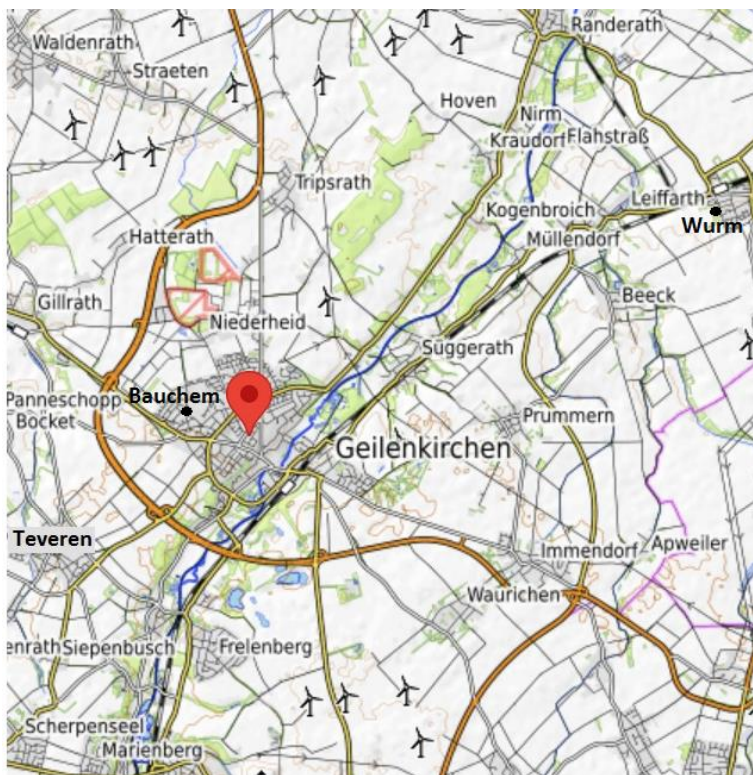 Randerath
Waldenrath
Straeten
Hoven
Nirm
Kraudorf
Flahstraß
Tripsrath
Leiffarth
Kogenbroich
Wurm
Hatterath
Müllendorf
Gillrath
Beeck
Niederheid
Süggerath
Bauchem
Panneschopp
Bocket
Prummern
Geilenkirchen
Teveren
Immendorf
Apweiler
Waurichen
enrath
Siepenbusch
Frelenberg
Scherpenseel
Marienberg